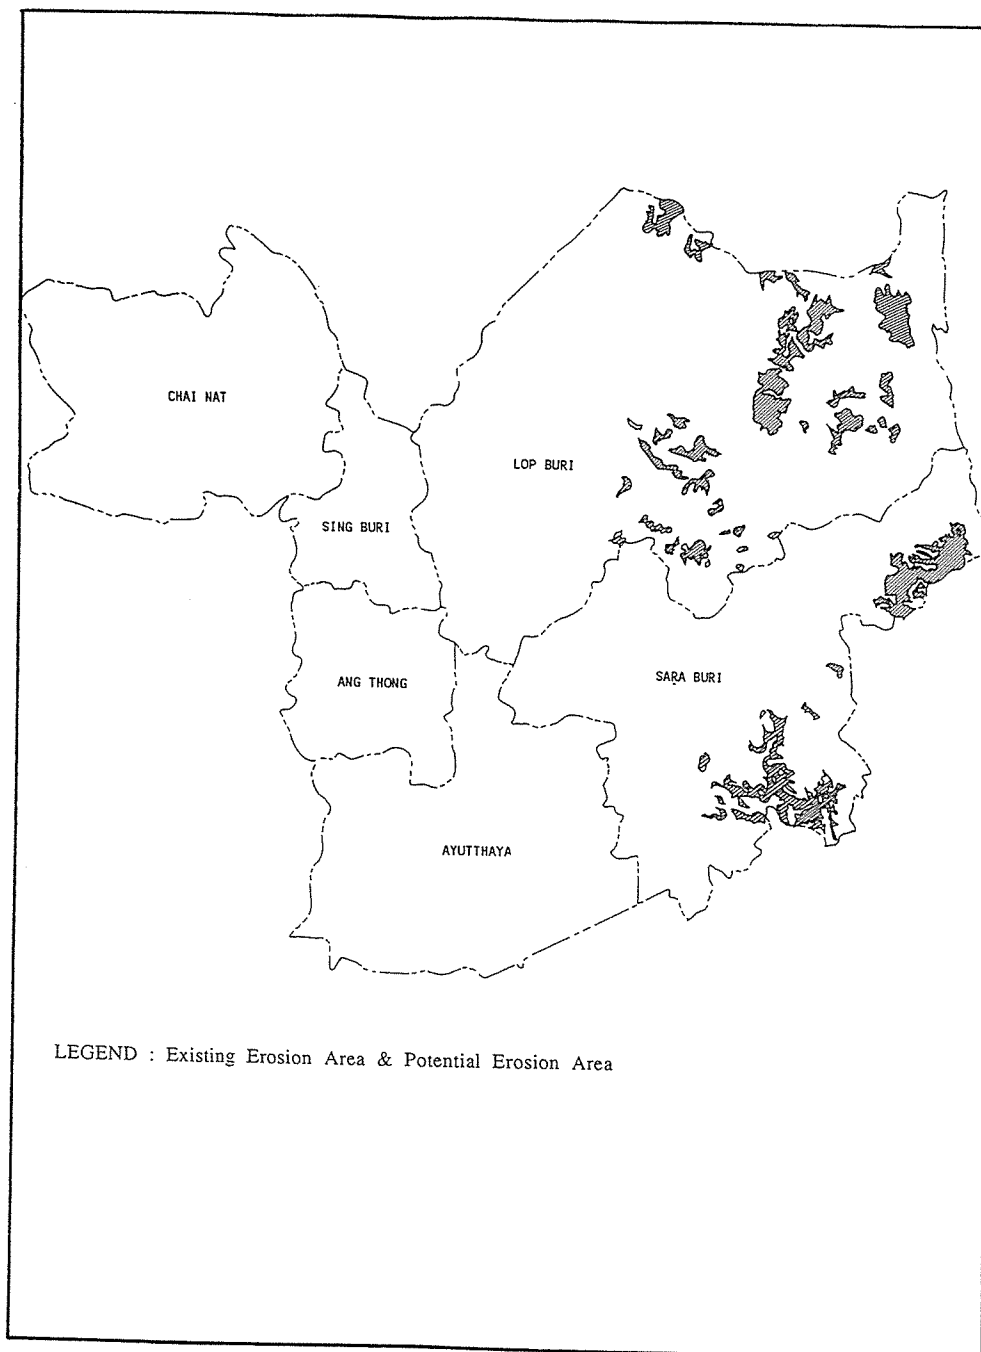 CHAI NAT
LOP BURI
SING BURI
ANG THONG
SARA BURI
AYUTTHAYA
LEGEND : Existing Erosion Area & Potential Erosion Area